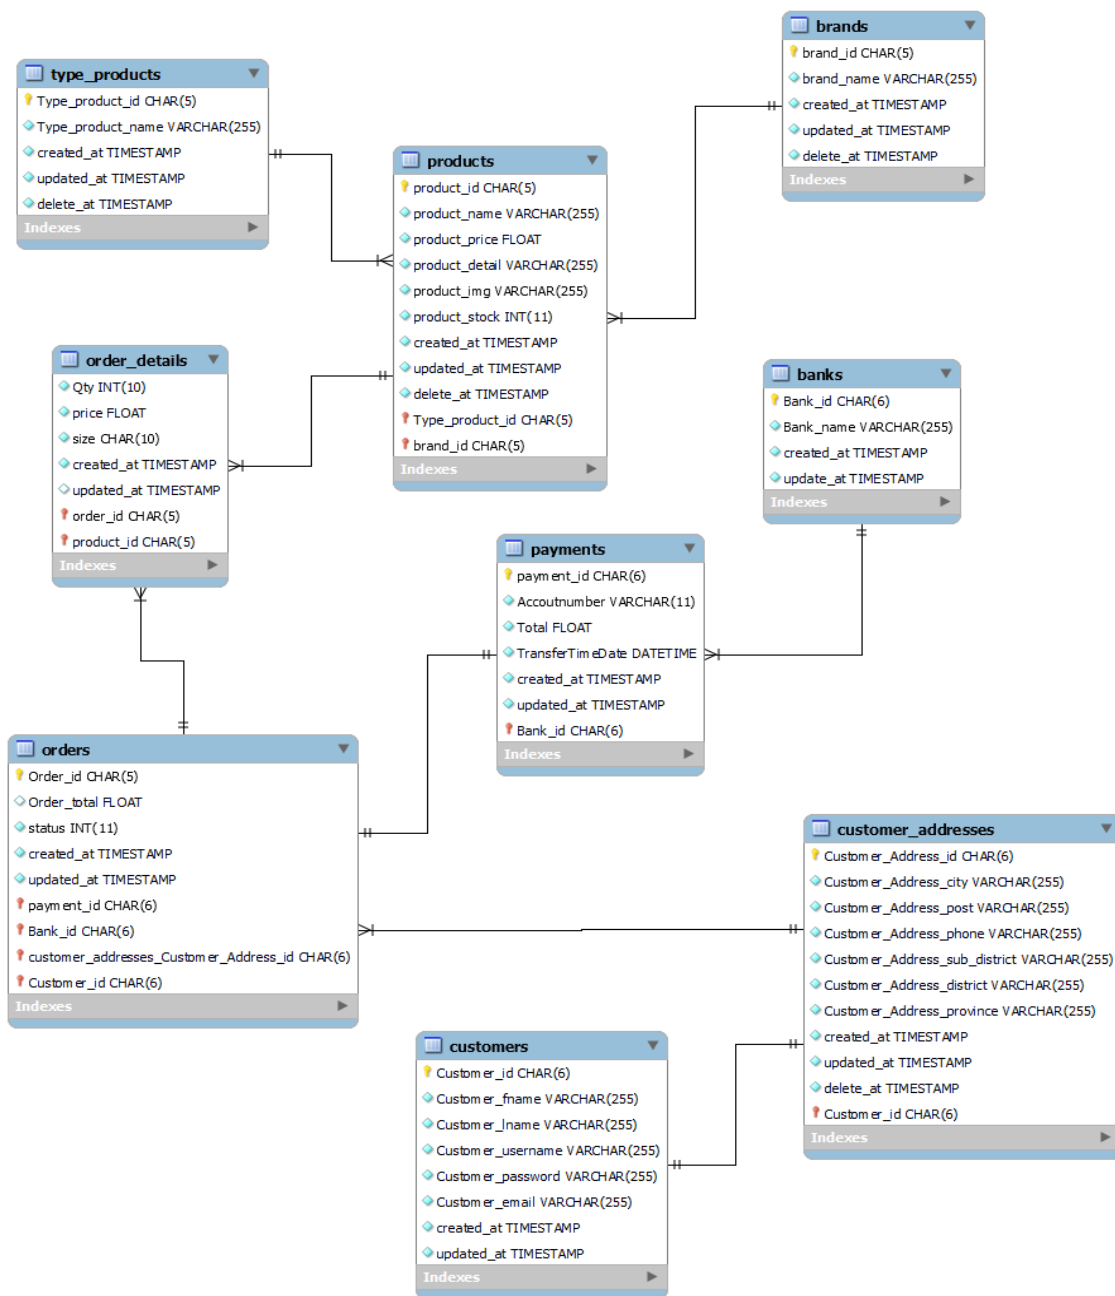 brands
brand_id CHAR(5)
brand_name VARCHAR(255)
created_at TIMESTAMP
updated_at TIMESTAMP
delete_at TIMESTAMP
Indexes
type_products
Type_product_id CHAR(5)
Type_product_name VARCHAR(255)
created_at TIMESTAMP
updated_at TIMESTAMP
delete_at TIMESTAMP
Indexes
products
product_id CHAR(5)
product_name VARCHAR(255)
product_price FLOAT
product_detail VARCHAR(255)
product_img VARCHAR(255)
product_stock INT(11)
created_at TIMESTAMP
updated_at TIMESTAMP
delete_at TIMESTAMP
Type_product_id CHAR(5)
brand_id CHAR(5)
Indexes
order_details
Qty INT(10)
price FLOAT
size CHAR(10)
created_at TIMESTAMP
updated_at TIMESTAMP
order_id CHAR(5)
product_id CHAR(5)
Indexes
banks
Bank_id CHAR(6)
Bank_name VARCHAR(255)
created_at TIMESTAMP
update_at TIMESTAMP
Indexes
payments
payment_id CHAR(6)
Accoutnumber VARCHAR(11)
Total FLOAT
TransferTimeDate DATETIME
created_at TIMESTAMP
updated_at TIMESTAMP
Bank_id CHAR(6)
Indexes
orders
Order_id CHAR(5)
Order_total FLOAT
status INT(11)
created_at TIMESTAMP
updated_at TIMESTAMP
payment_id CHAR(6)
Bank_id CHAR(6)
customer_addresses_Customer_Address_id CHAR(6)
Customer_id CHAR(6)
Indexes
customer_addresses
Customer_Address_id CHAR(6)
Customer_Address_city VARCHAR(255)
Customer_Address_post VARCHAR(255)
Customer_Address_phone VARCHAR(255)
Customer_Address_sub_district VARCHAR(255)
Customer_Address_district VARCHAR(255)
Customer_Address_province VARCHAR(255)
created_at TIMESTAMP
updated_at TIMESTAMP
delete_at TIMESTAMP
Customer_id CHAR(6)
Indexes
customers
Customer_id CHAR(6)
Customer_fname VARCHAR(255)
Customer_lname VARCHAR(255)
Customer_username VARCHAR(255)
Customer_password VARCHAR(255)
Customer_email VARCHAR(255)
created_at TIMESTAMP
updated_at TIMESTAMP
Indexes